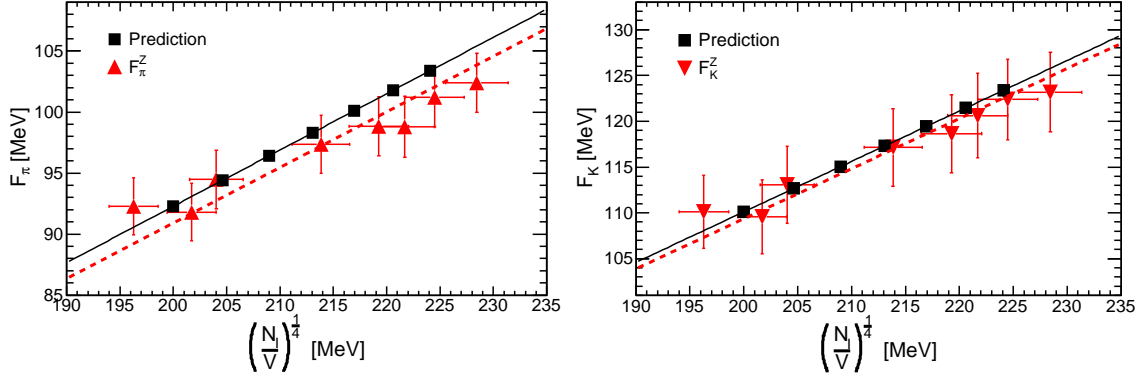 F_π [MeV]
105
100
95
90
85
Prediction
F_π^Z
190 195 200 205 210 215 220 225 230 235
(N_I/V)^{1/4} [MeV]
F_K [MeV]
130
125
120
115
110
105
Prediction
F_K^Z
190 195 200 205 210 215 220 225 230 235
(N_I/V)^{1/4} [MeV]